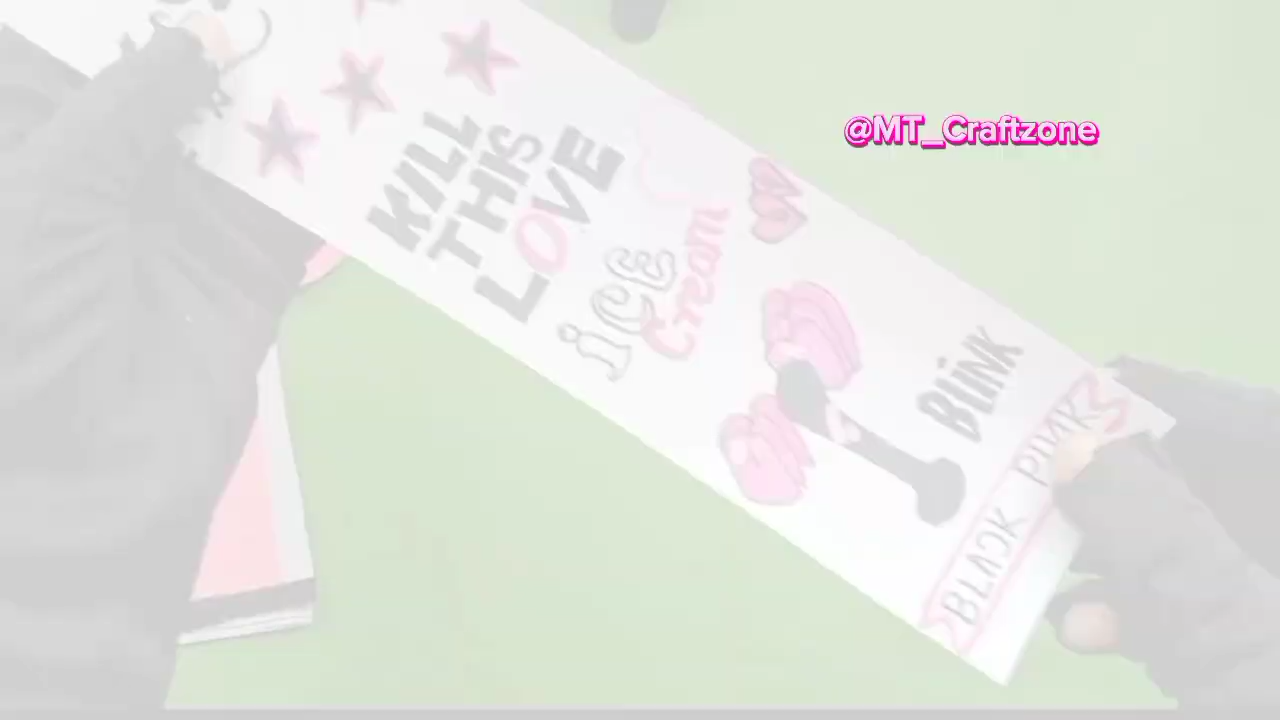 @MT_Craftzone
KILL
THIS
LOVE
iCE
Cream
BLINK
BLACK PINK